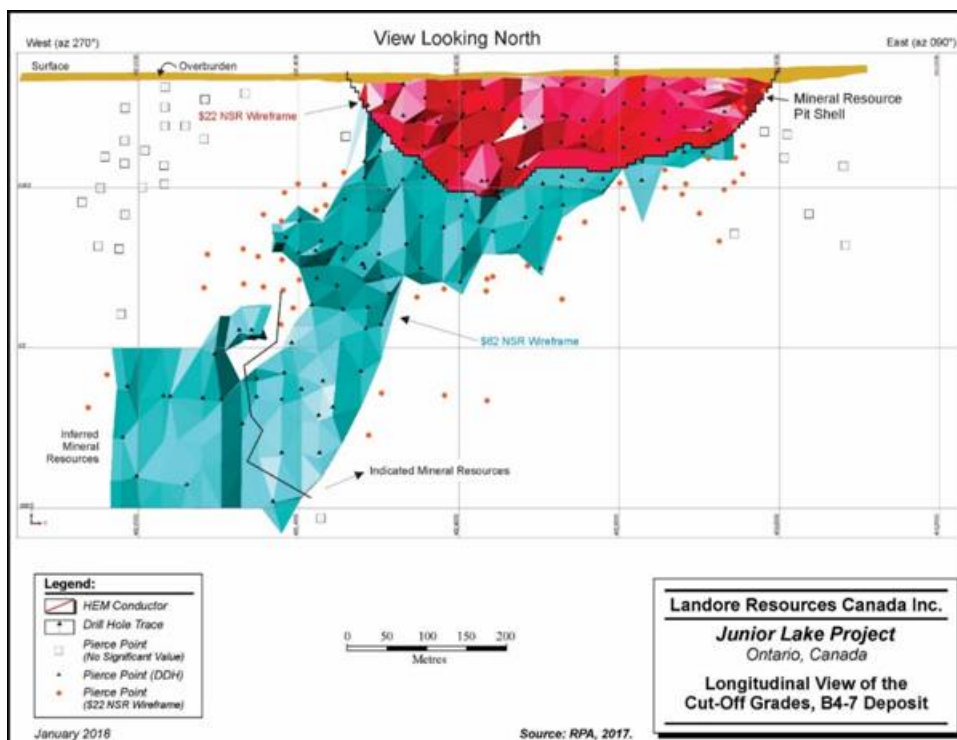 View Looking North
West (az 270°)
East (az 090°)
Surface
Overburden
$22 NSR Wireframe
Mineral Resource
Pit Shell
$82 NSR Wireframe
Inferred
Mineral
Resources
Indicated Mineral Resources
Legend:
HEM Conductor
Drill Hole Trace
Pierce Point
(No Significant Value)
Pierce Point (DDH)
Pierce Point
($22 NSR Wireframe)
0 50 100 150 200
Metres
Landore Resources Canada Inc.
Junior Lake Project
Ontario, Canada
Longitudinal View of the
Cut-Off Grades, B4-7 Deposit
January 2018
Source: RPA, 2017.